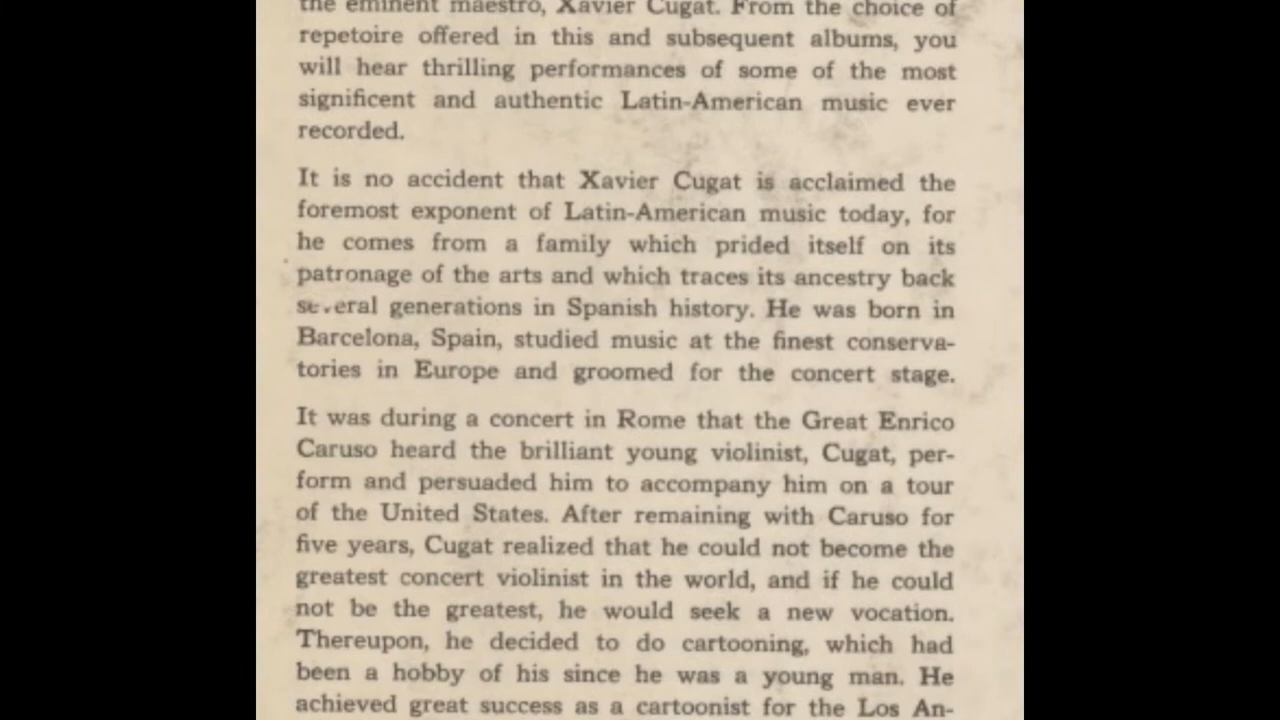 the eminent maestro, Xavier Cugat. From the choice of
repetoire offered in this and subsequent albums, you
will hear thrilling performances of some of the most
significent and authentic Latin-American music ever
recorded.
It is no accident that Xavier Cugat is acclaimed the
foremost exponent of Latin-American music today, for
he comes from a family which prided itself on its
patronage of the arts and which traces its ancestry back
several generations in Spanish history. He was born in
Barcelona, Spain, studied music at the finest conserva-
tories in Europe and groomed for the concert stage.
It was during a concert in Rome that the Great Enrico
Caruso heard the brilliant young violinist, Cugat, per-
form and persuaded him to accompany him on a tour
of the United States. After remaining with Caruso for
five years, Cugat realized that he could not become the
greatest concert violinist in the world, and if he could
not be the greatest, he would seek a new vocation.
Thereupon, he decided to do cartooning, which had
been a hobby of his since he was a young man. He
achieved great success as a cartoonist for the Los An-